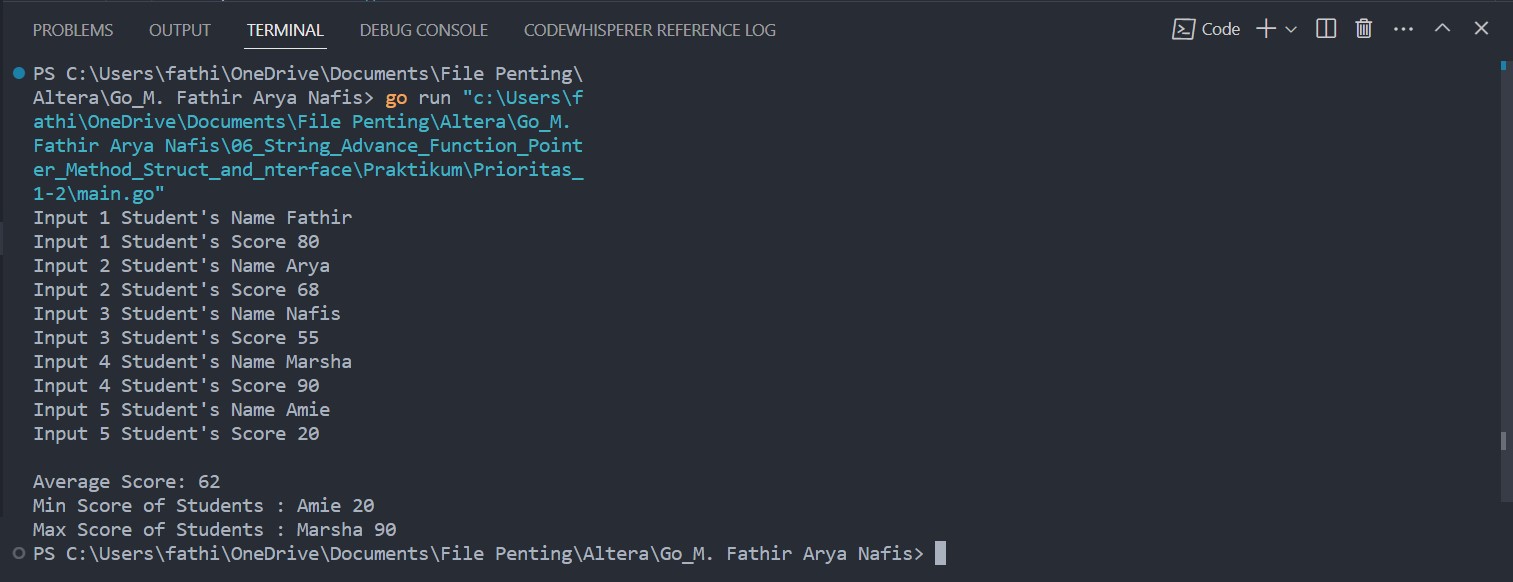 PROBLEMS OUTPUT TERMINAL DEBUG CONSOLE CODEWHISPERER REFERENCE LOG Code
PS C:\Users\fathi\OneDrive\Documents\File Penting\
Altera\Go_M. Fathir Arya Nafis> go run "c:\Users\f
athi\OneDrive\Documents\File Penting\Altera\Go_M.
Fathir Arya Nafis\06_String_Advance_Function_Point
er_Method_Struct_and_nterface\Praktikum\Prioritas_
1-2\main.go"
Input 1 Student's Name Fathir
Input 1 Student's Score 80
Input 2 Student's Name Arya
Input 2 Student's Score 68
Input 3 Student's Name Nafis
Input 3 Student's Score 55
Input 4 Student's Name Marsha
Input 4 Student's Score 90
Input 5 Student's Name Amie
Input 5 Student's Score 20
Average Score: 62
Min Score of Students : Amie 20
Max Score of Students : Marsha 90
PS C:\Users\fathi\OneDrive\Documents\File Penting\Altera\Go_M. Fathir Arya Nafis>